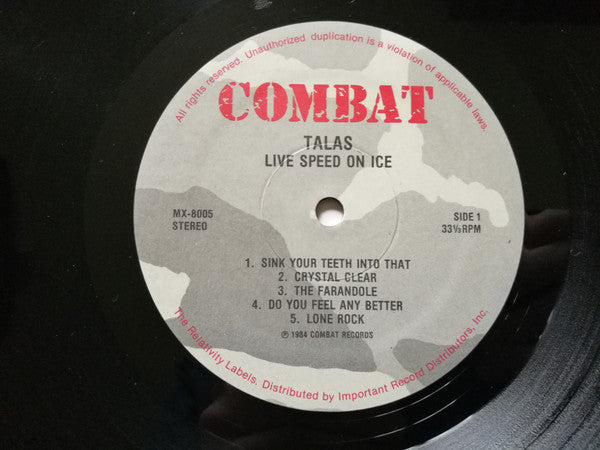 All rights reserved. Unauthorized duplication is a violation of applicable laws.
COMBAT
TALAS
LIVE SPEED ON ICE
MX-8005
STEREO
SIDE 1
33⅓ RPM
1. SINK YOUR TEETH INTO THAT
2. CRYSTAL CLEAR
3. THE FARANDOLE
4. DO YOU FEEL ANY BETTER
5. LONE ROCK
℗ 1984 COMBAT RECORDS
The Relativity Labels. Distributed by Important Record Distributors, Inc.